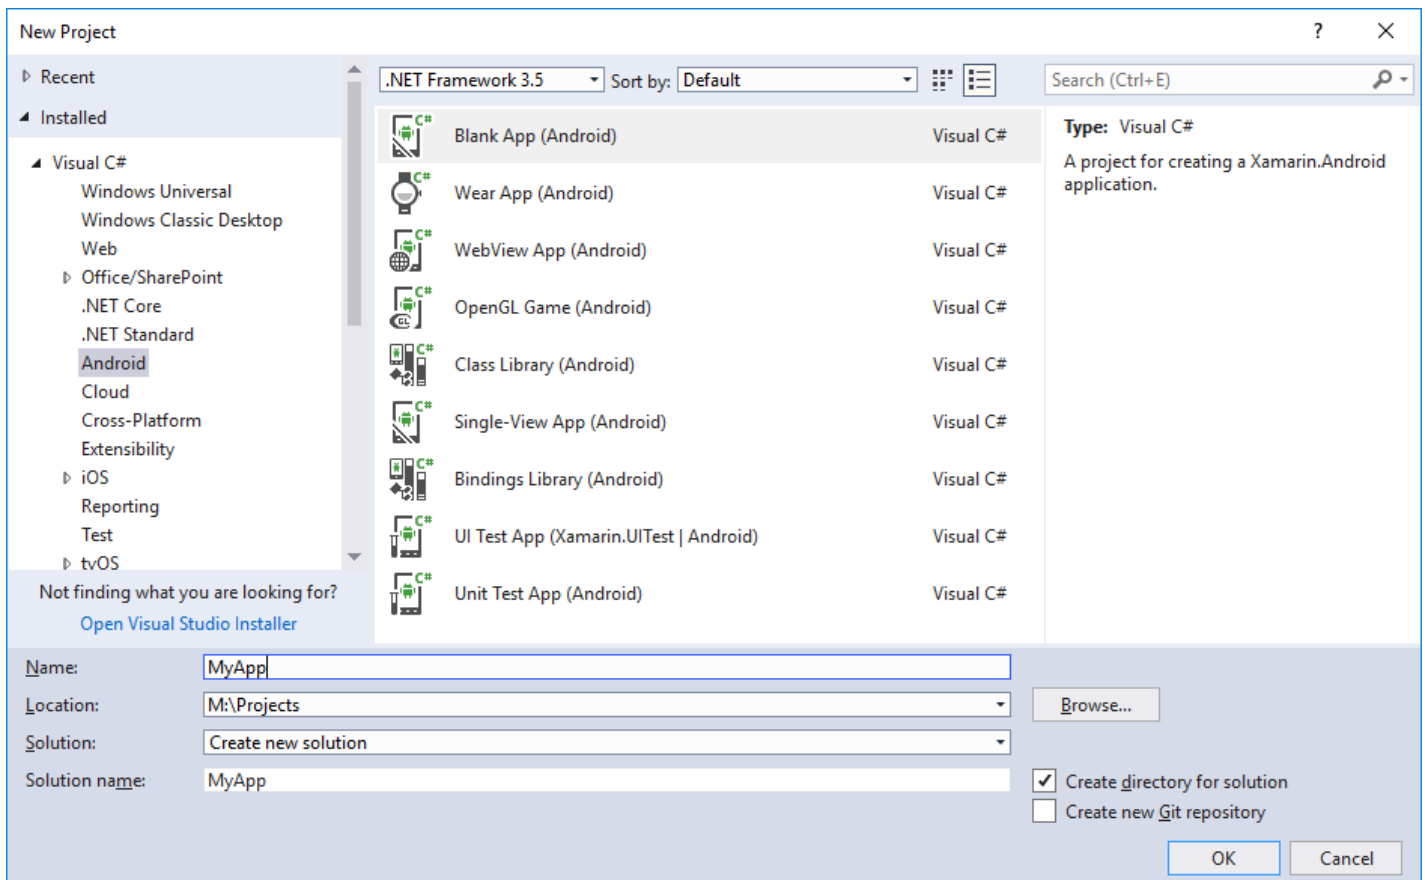 New Project
?
Recent
Installed
Visual C#
Windows Universal
Windows Classic Desktop
Web
Office/SharePoint
.NET Core
.NET Standard
Android
Cloud
Cross-Platform
Extensibility
iOS
Reporting
Test
tvOS
Not finding what you are looking for?
Open Visual Studio Installer
.NET Framework 3.5 Sort by: Default
Blank App (Android) Visual C#
Wear App (Android) Visual C#
WebView App (Android) Visual C#
OpenGL Game (Android) Visual C#
Class Library (Android) Visual C#
Single-View App (Android) Visual C#
Bindings Library (Android) Visual C#
UI Test App (Xamarin.UITest | Android) Visual C#
Unit Test App (Android) Visual C#
Search (Ctrl+E)
Type: Visual C#
A project for creating a Xamarin.Android
application.
Name: MyApp
Location: M:\Projects Browse...
Solution: Create new solution
Solution name: MyApp
Create directory for solution
Create new Git repository
OK Cancel